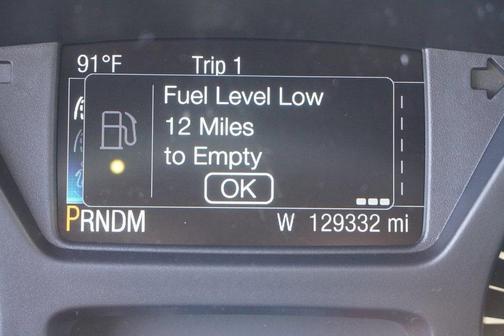 91°F Trip 1
Fuel Level Low
12 Miles
to Empty
OK
PRNDM W 129332 mi